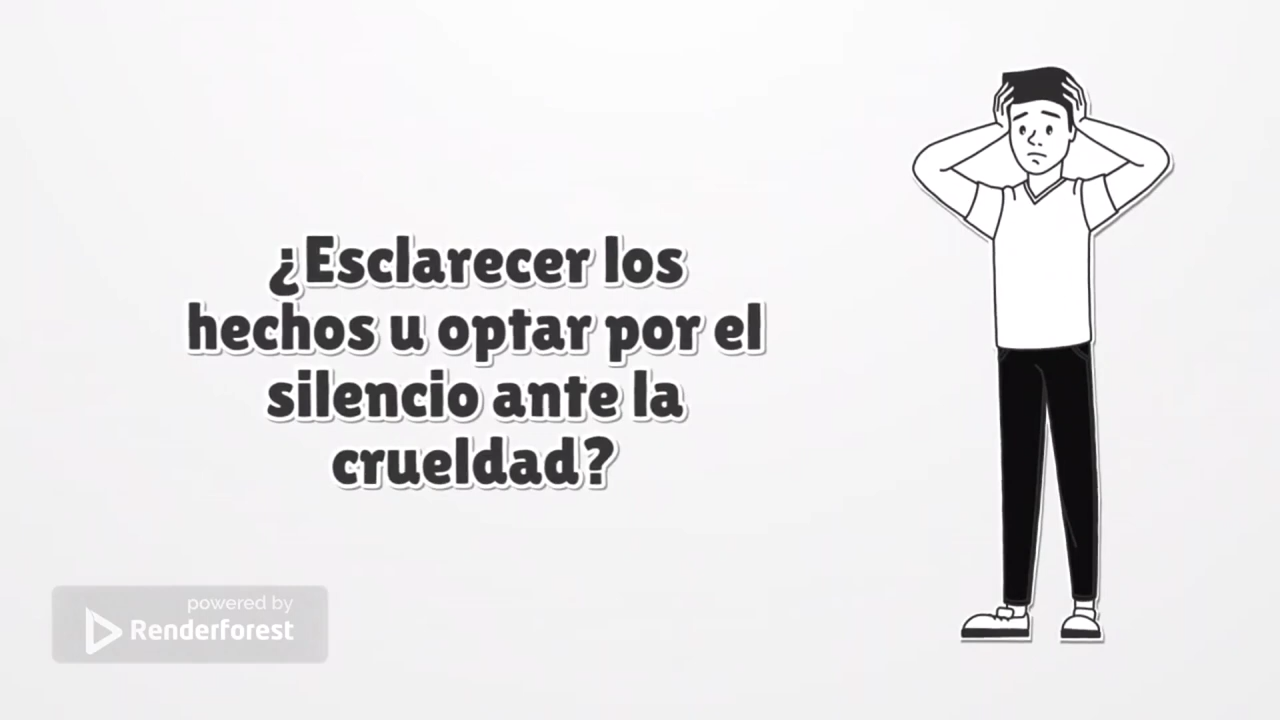 ¿Esclarecer los
hechos u optar por el
silencio ante la
crueldad?
powered by
Renderforest